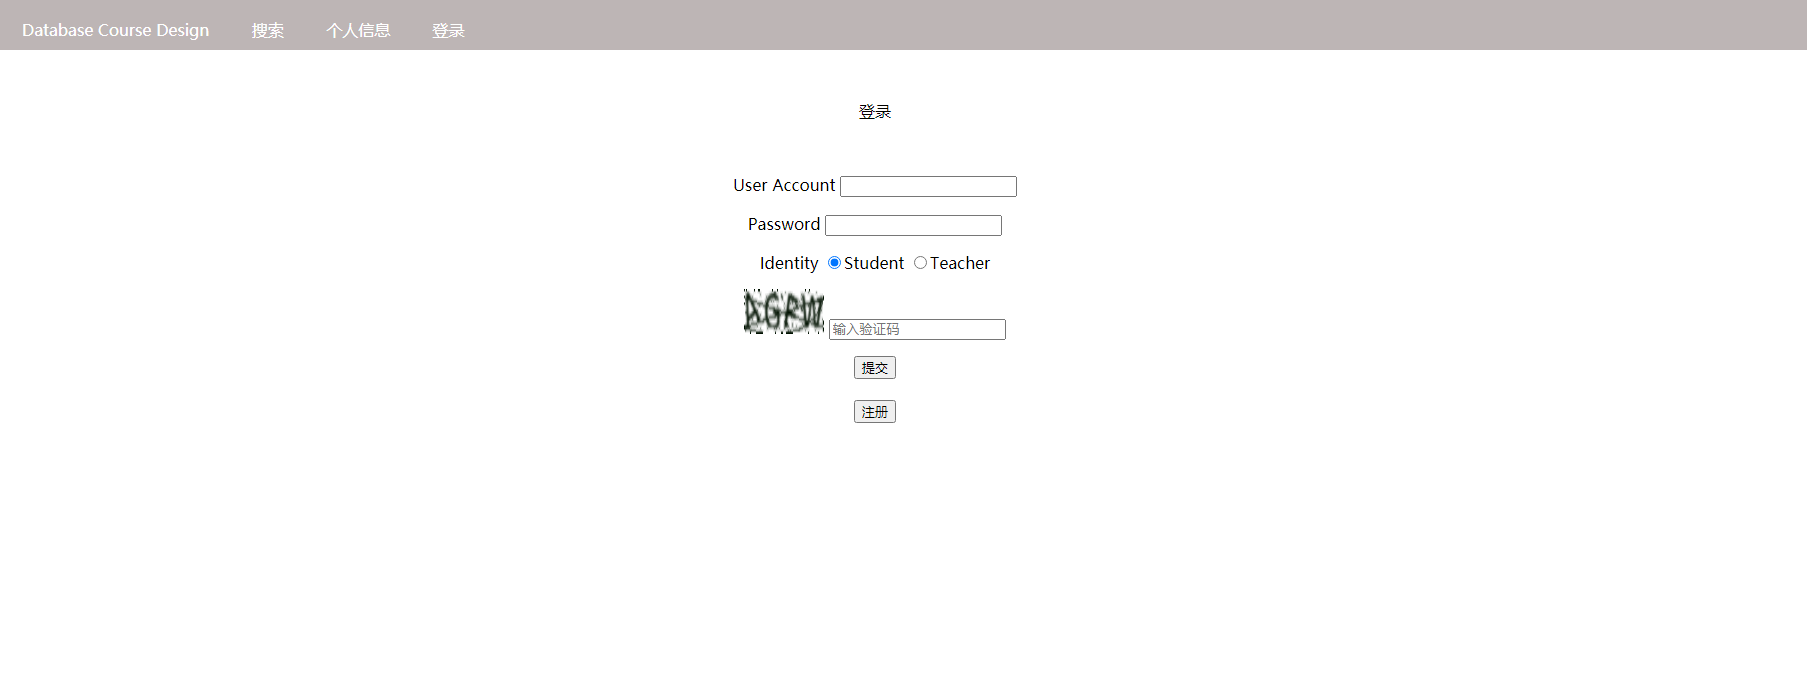 Database Course Design 搜索 个人信息 登录
登录
User Account
Password
Identity Student Teacher
输入验证码
提交
注册